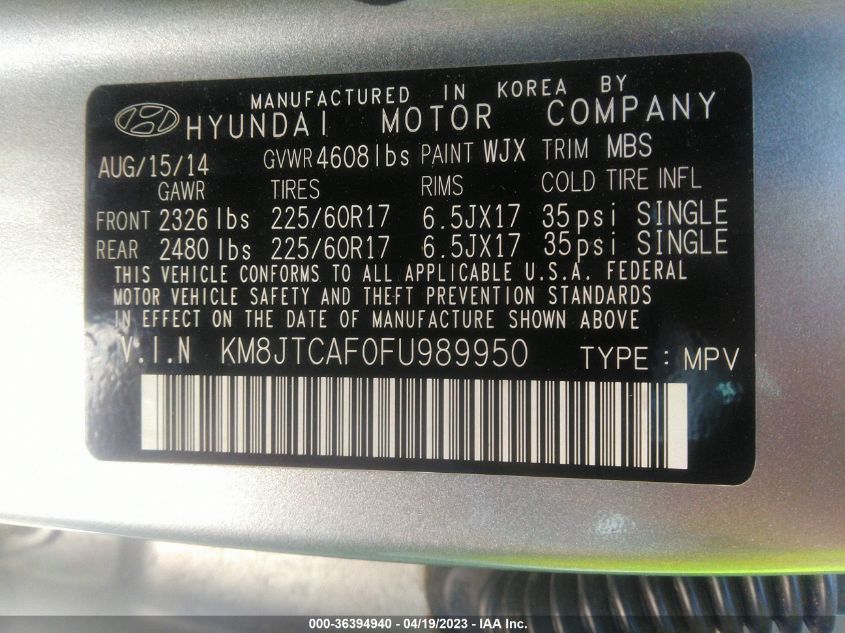 MANUFACTURED IN KOREA BY
HYUNDAI MOTOR COMPANY
AUG/15/14 GVWR 4608lbs PAINT WJX TRIM MBS
GAWR TIRES RIMS COLD TIRE INFL
FRONT 2326 lbs 225/60R17 6.5JX17 35psi SINGLE
REAR 2480 lbs 225/60R17 6.5JX17 35psi SINGLE
THIS VEHICLE CONFORMS TO ALL APPLICABLE U.S.A. FEDERAL
MOTOR VEHICLE SAFETY AND THEFT PREVENTION STANDARDS
IN EFFECT ON THE DATE OF MANUFACTURE SHOWN ABOVE
V.I.N KM8JTCAF0FU989950 TYPE : MPV
000-36394940 - 04/19/2023 - IAA Inc.